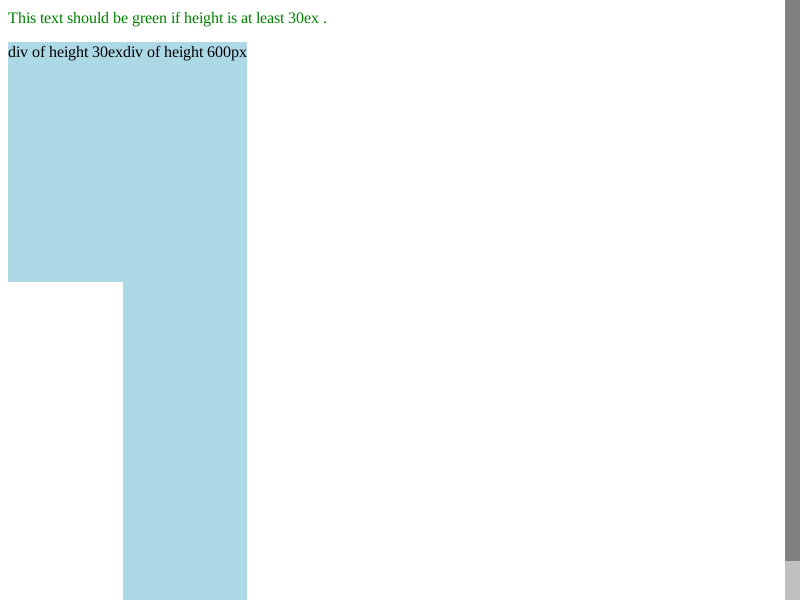 This text should be green if height is at least 30ex .
div of height 30exdiv of height 600px